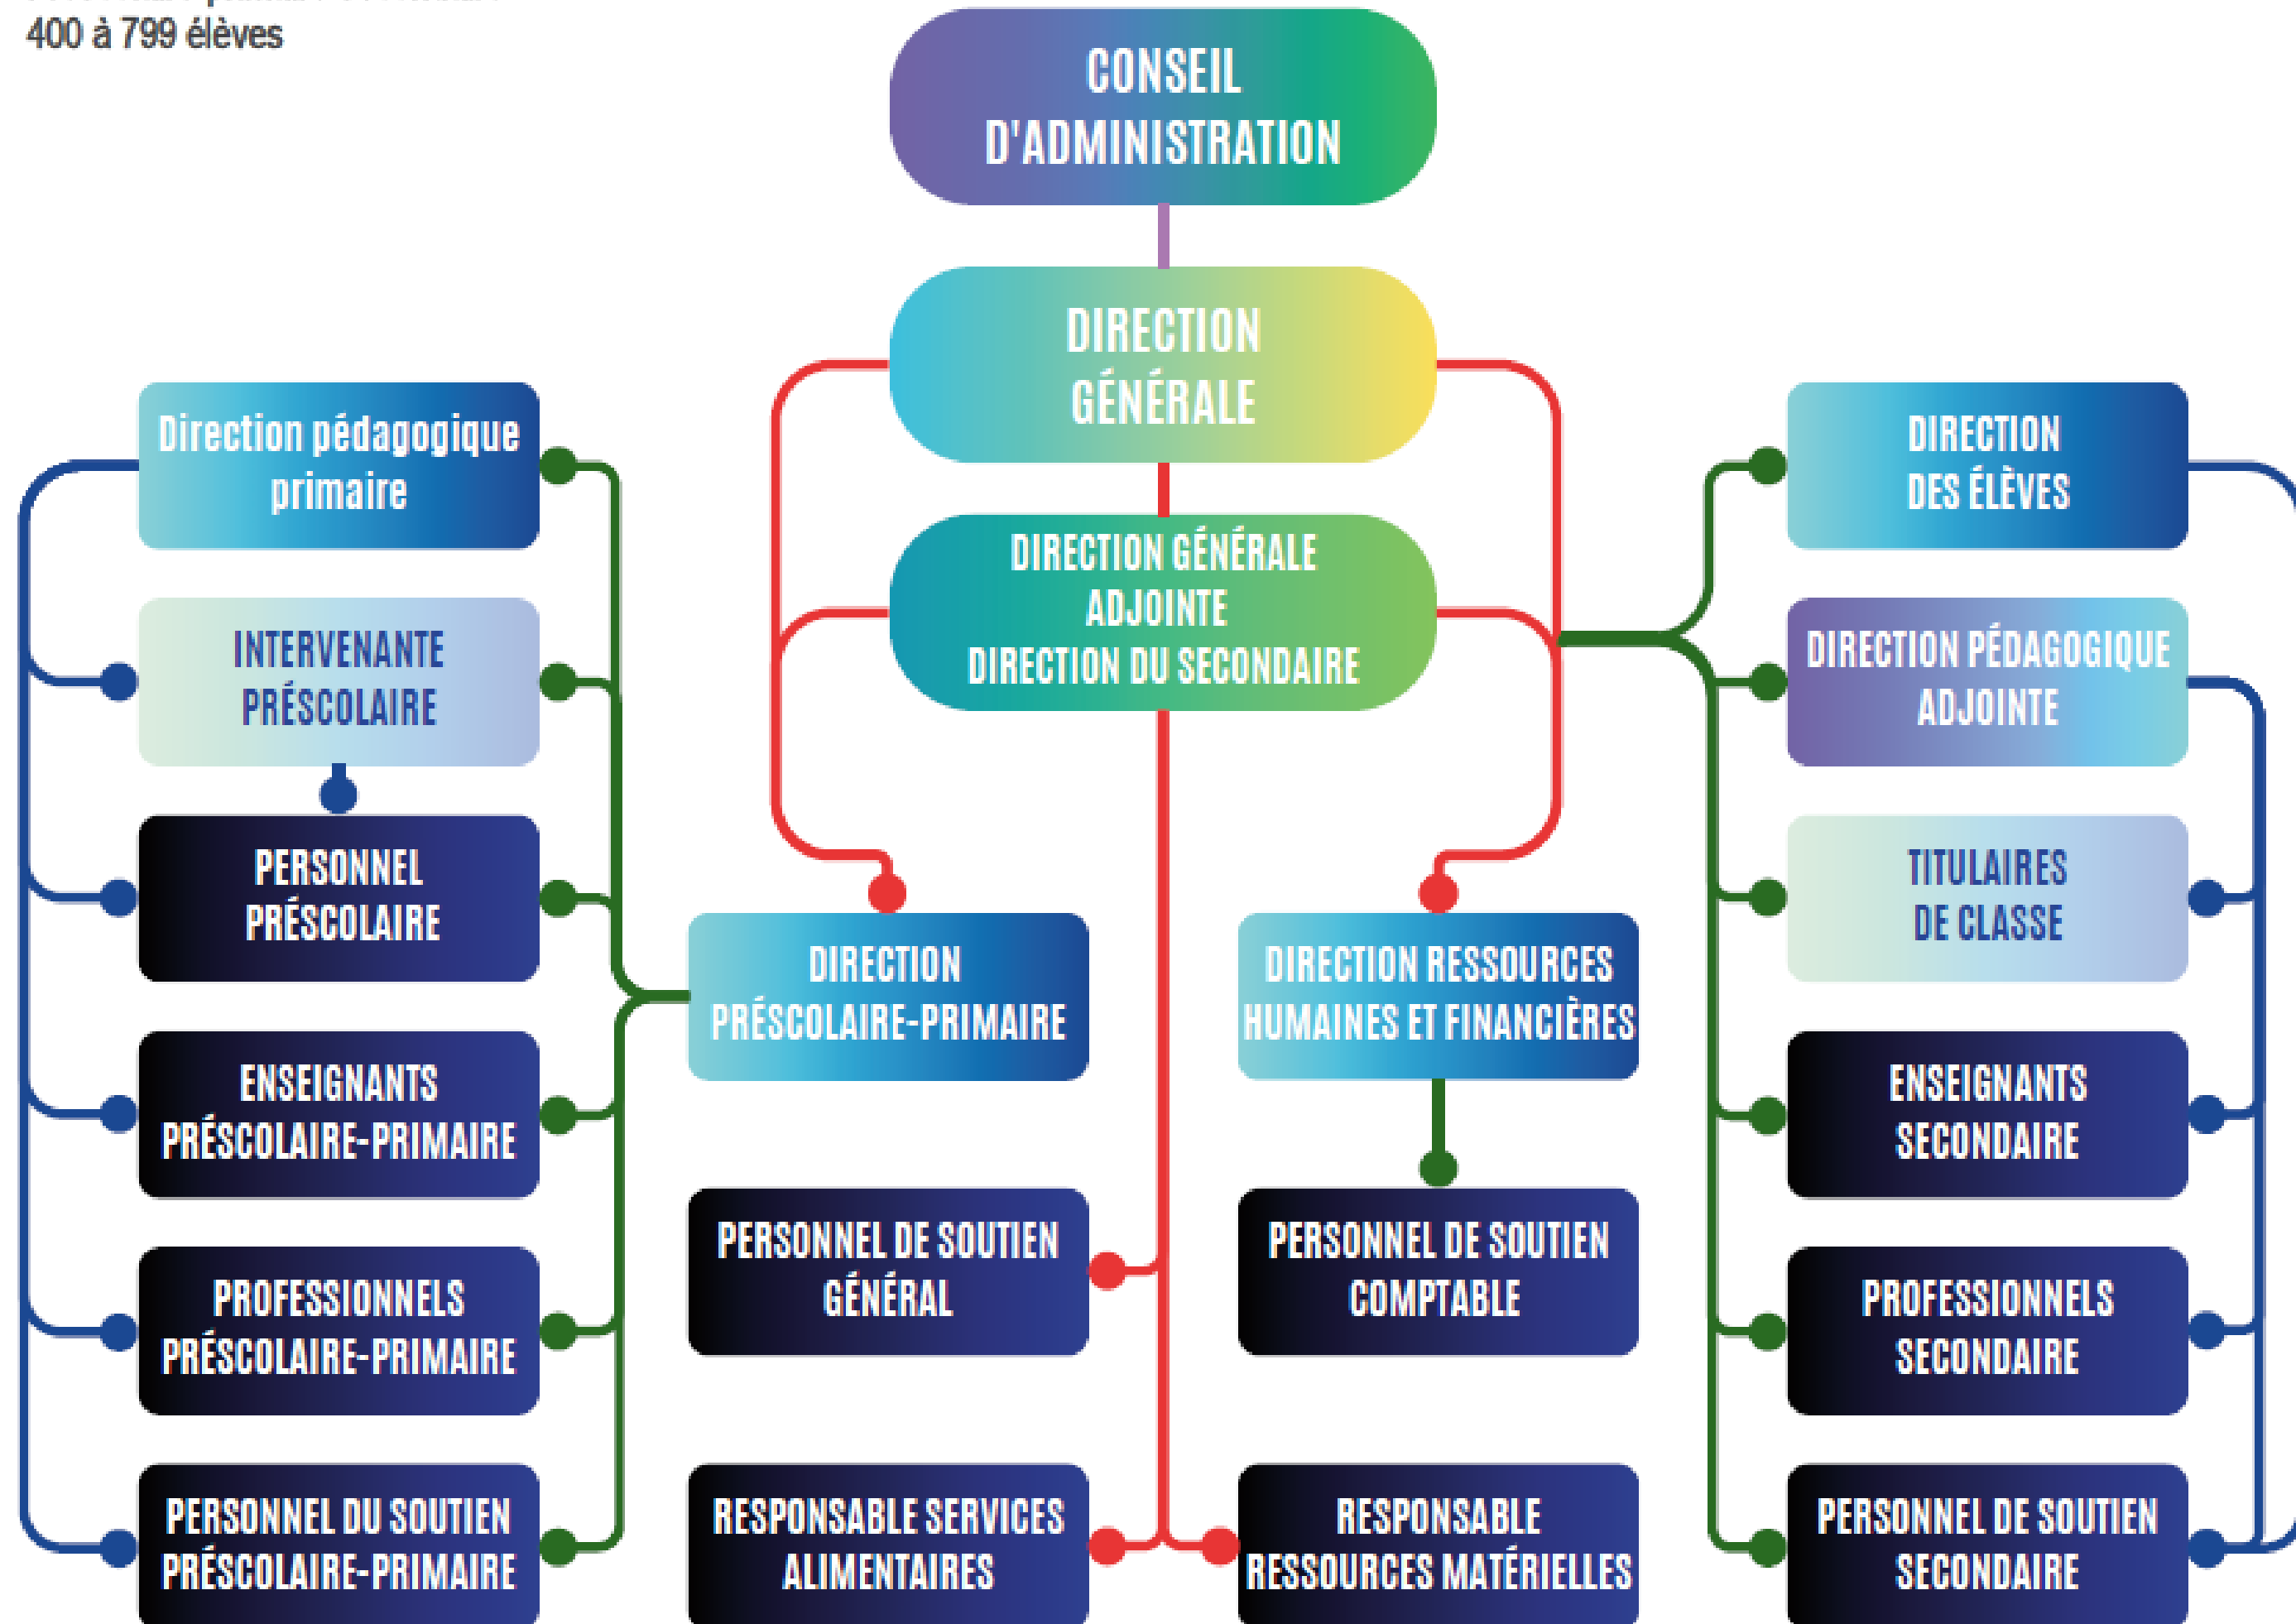 400 à 799 élèves
CONSEIL
D'ADMINISTRATION
DIRECTION
GÉNÉRALE
DIRECTION GÉNÉRALE
ADJOINTE
DIRECTION DU SECONDAIRE
Direction pédagogique
primaire
INTERVENANTE
PRÉSCOLAIRE
PERSONNEL
PRÉSCOLAIRE
ENSEIGNANTS
PRÉSCOLAIRE-PRIMAIRE
PROFESSIONNELS
PRÉSCOLAIRE-PRIMAIRE
PERSONNEL DU SOUTIEN
PRÉSCOLAIRE-PRIMAIRE
DIRECTION
PRÉSCOLAIRE-PRIMAIRE
PERSONNEL DE SOUTIEN
GÉNÉRAL
RESPONSABLE SERVICES
ALIMENTAIRES
DIRECTION RESSOURCES
HUMAINES ET FINANCIÈRES
PERSONNEL DE SOUTIEN
COMPTABLE
RESPONSABLE
RESSOURCES MATÉRIELLES
DIRECTION
DES ÉLÈVES
DIRECTION PÉDAGOGIQUE
ADJOINTE
TITULAIRES
DE CLASSE
ENSEIGNANTS
SECONDAIRE
PROFESSIONNELS
SECONDAIRE
PERSONNEL DE SOUTIEN
SECONDAIRE